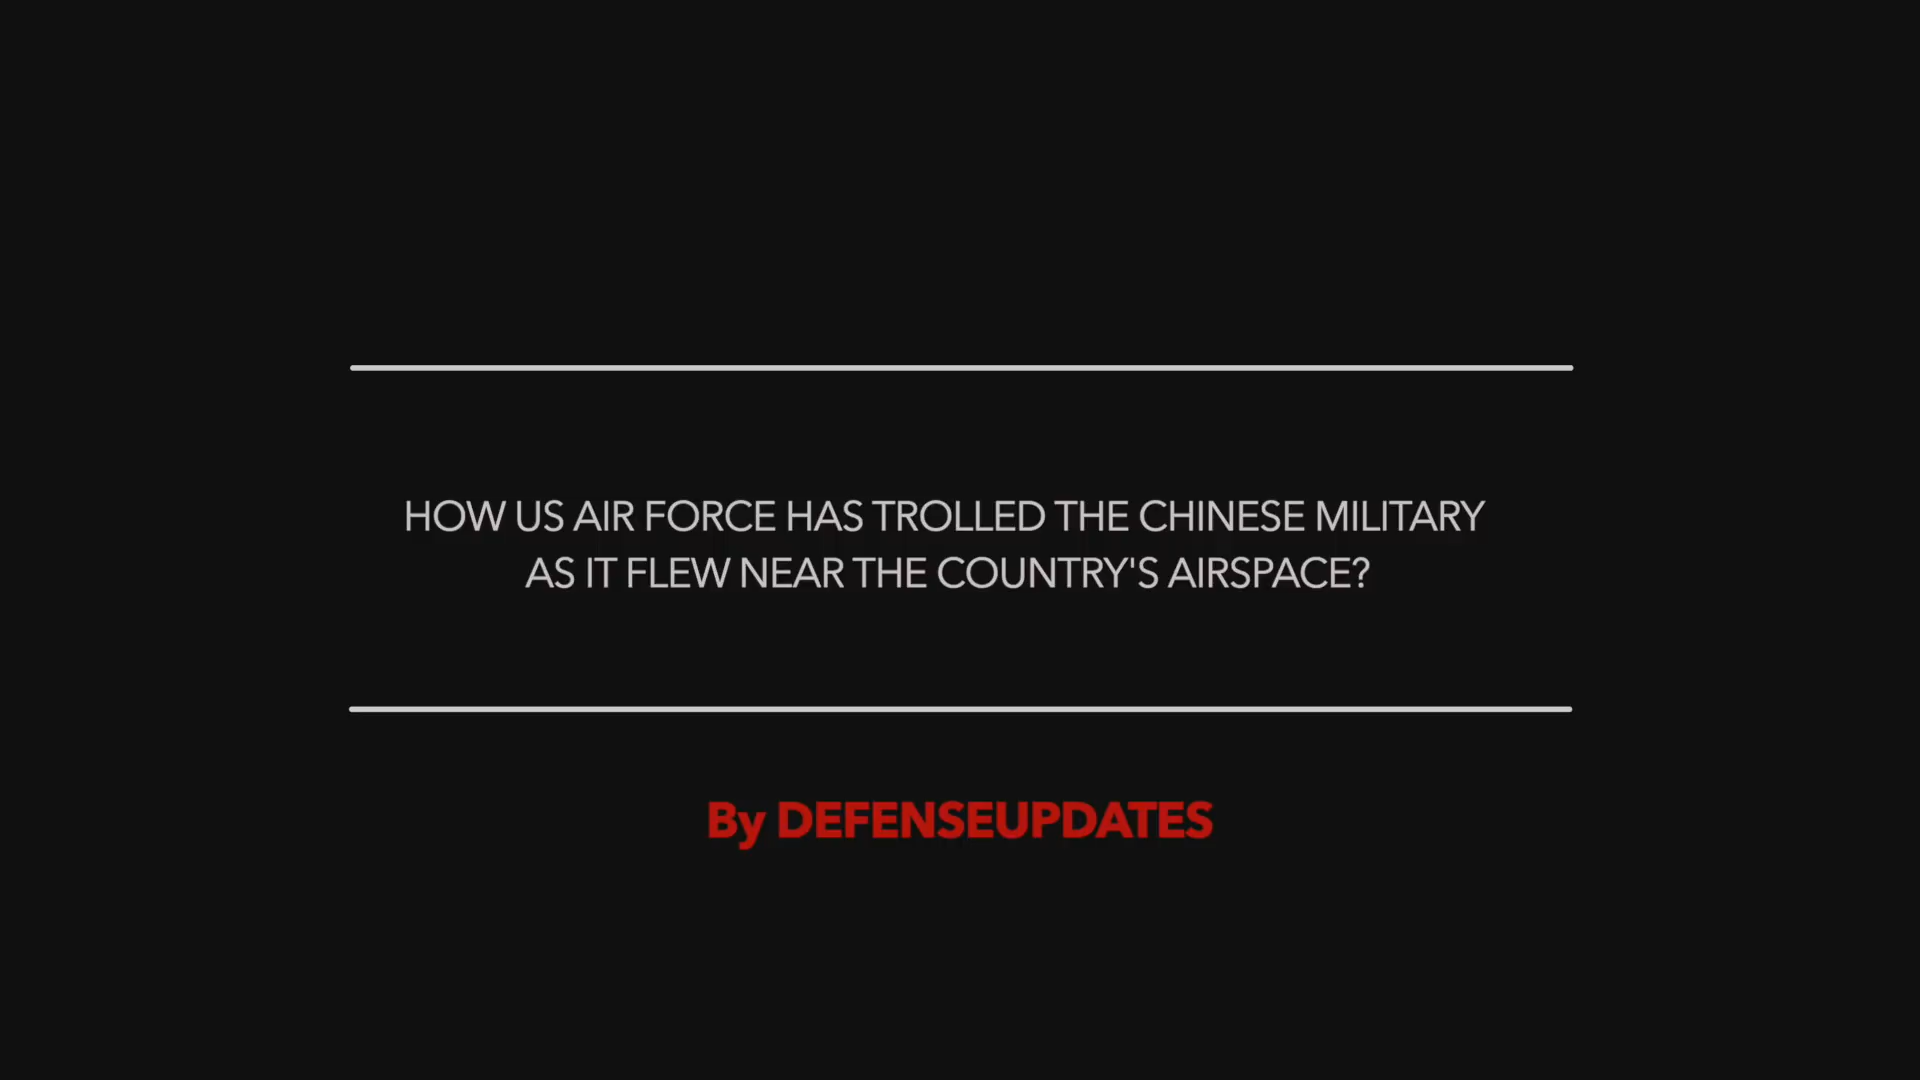 HOW US AIR FORCE HAS TROLLED THE CHINESE MILITARY
AS IT FLEW NEAR THE COUNTRY'S AIRSPACE?
By DEFENSEUPDATES